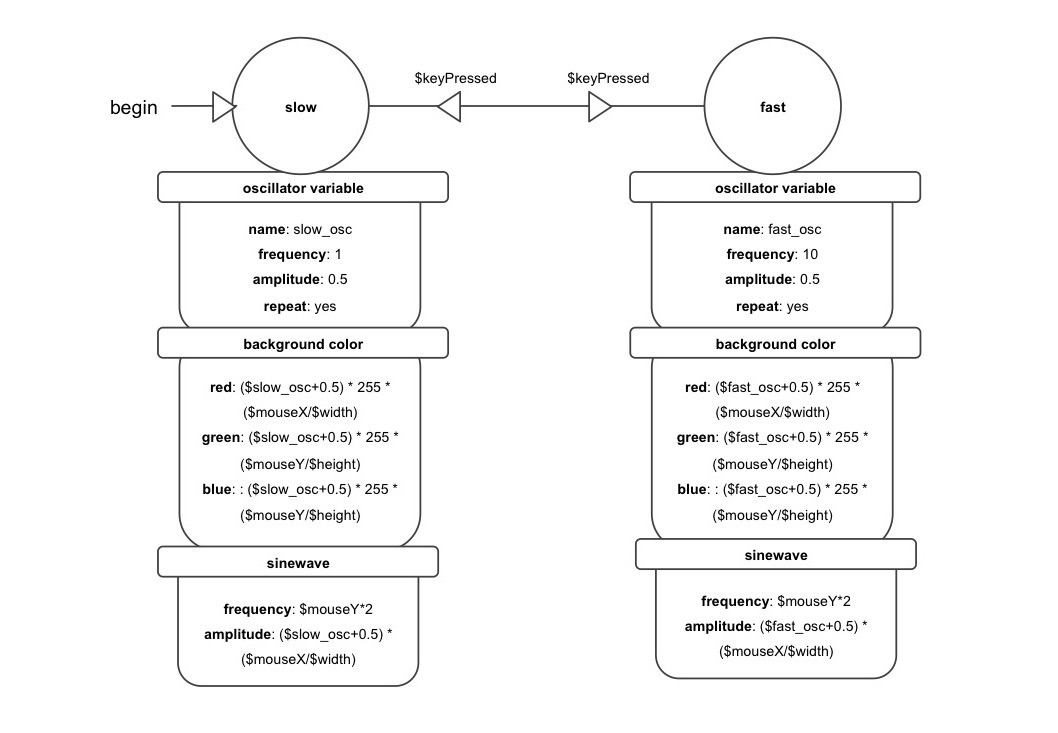 begin
slow
$keyPressed
$keyPressed
fast
oscillator variable
name: slow_osc
frequency: 1
amplitude: 0.5
repeat: yes
background color
red: ($slow_osc+0.5) * 255 *
($mouseX/$width)
green: ($slow_osc+0.5) * 255 *
($mouseY/$height)
blue: : ($slow_osc+0.5) * 255 *
($mouseY/$height)
sinewave
frequency: $mouseY*2
amplitude: ($slow_osc+0.5) *
($mouseX/$width)
oscillator variable
name: fast_osc
frequency: 10
amplitude: 0.5
repeat: yes
background color
red: ($fast_osc+0.5) * 255 *
($mouseX/$width)
green: ($fast_osc+0.5) * 255 *
($mouseY/$height)
blue: : ($fast_osc+0.5) * 255 *
($mouseY/$height)
sinewave
frequency: $mouseY*2
amplitude: ($fast_osc+0.5) *
($mouseX/$width)